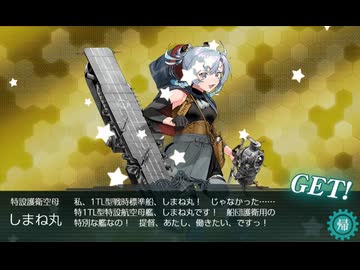 GET!
特設護衛空母
しまね丸
私、1TL型戦時標準船、しまね丸！　じゃなかった……
特1TL型特設航空母艦、しまね丸です！　船団護衛用の
特別な艦なの！　提督、あたし、働きたい、ですっ！
帰